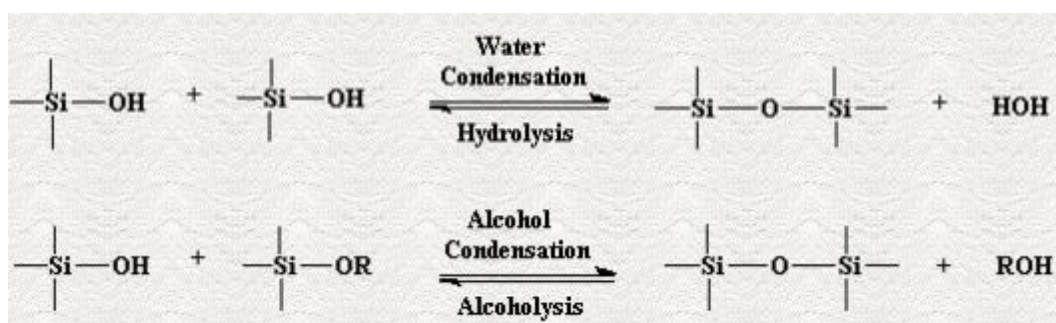 Water
Condensation
Si OH + Si OH Si O Si + HOH
Hydrolysis
Alcohol
Condensation
Si OH + Si OR Si O Si + ROH
Alcoholysis